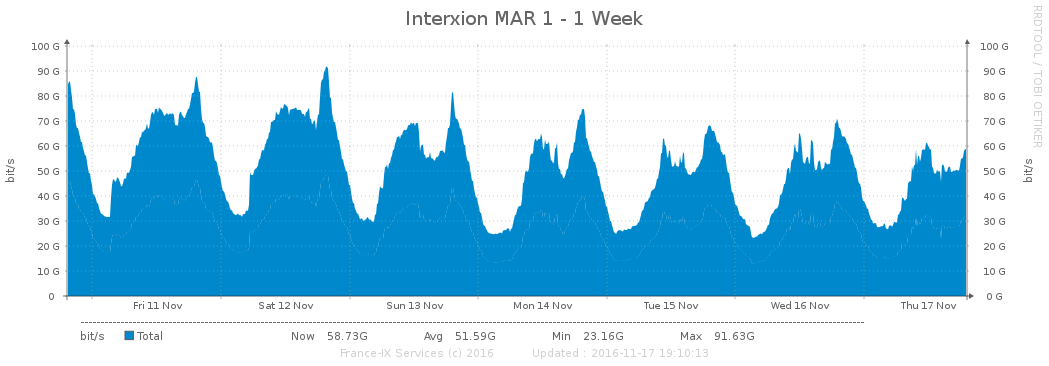 Interxion MAR 1 - 1 Week
RRDTOOL / TOBI OETIKER
bit/s
100 G 100 G
90 G 90 G
80 G 80 G
70 G 70 G
60 G 60 G
50 G 50 G
40 G 40 G
30 G 30 G
20 G 20 G
10 G 10 G
0 0 G
bit/s
Fri 11 Nov Sat 12 Nov Sun 13 Nov Mon 14 Nov Tue 15 Nov Wed 16 Nov Thu 17 Nov
bit/s Total Now 58.73G Avg 51.59G Min 23.16G Max 91.63G
France-IX Services (c) 2016 Updated : 2016-11-17 19:10:13